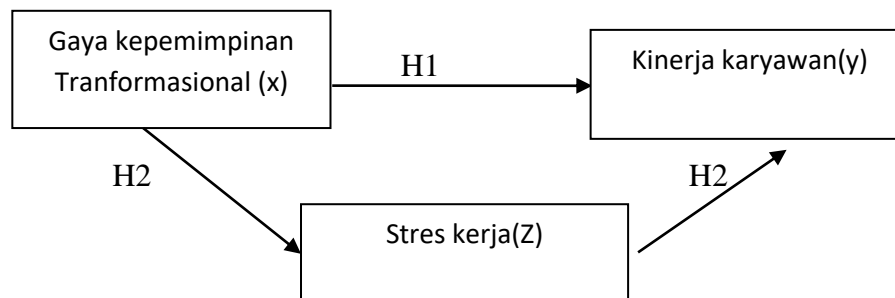 Gaya kepemimpinan
Tranformasional (x)
H1
Kinerja karyawan(y)
H2
H2
Stres kerja(Z)